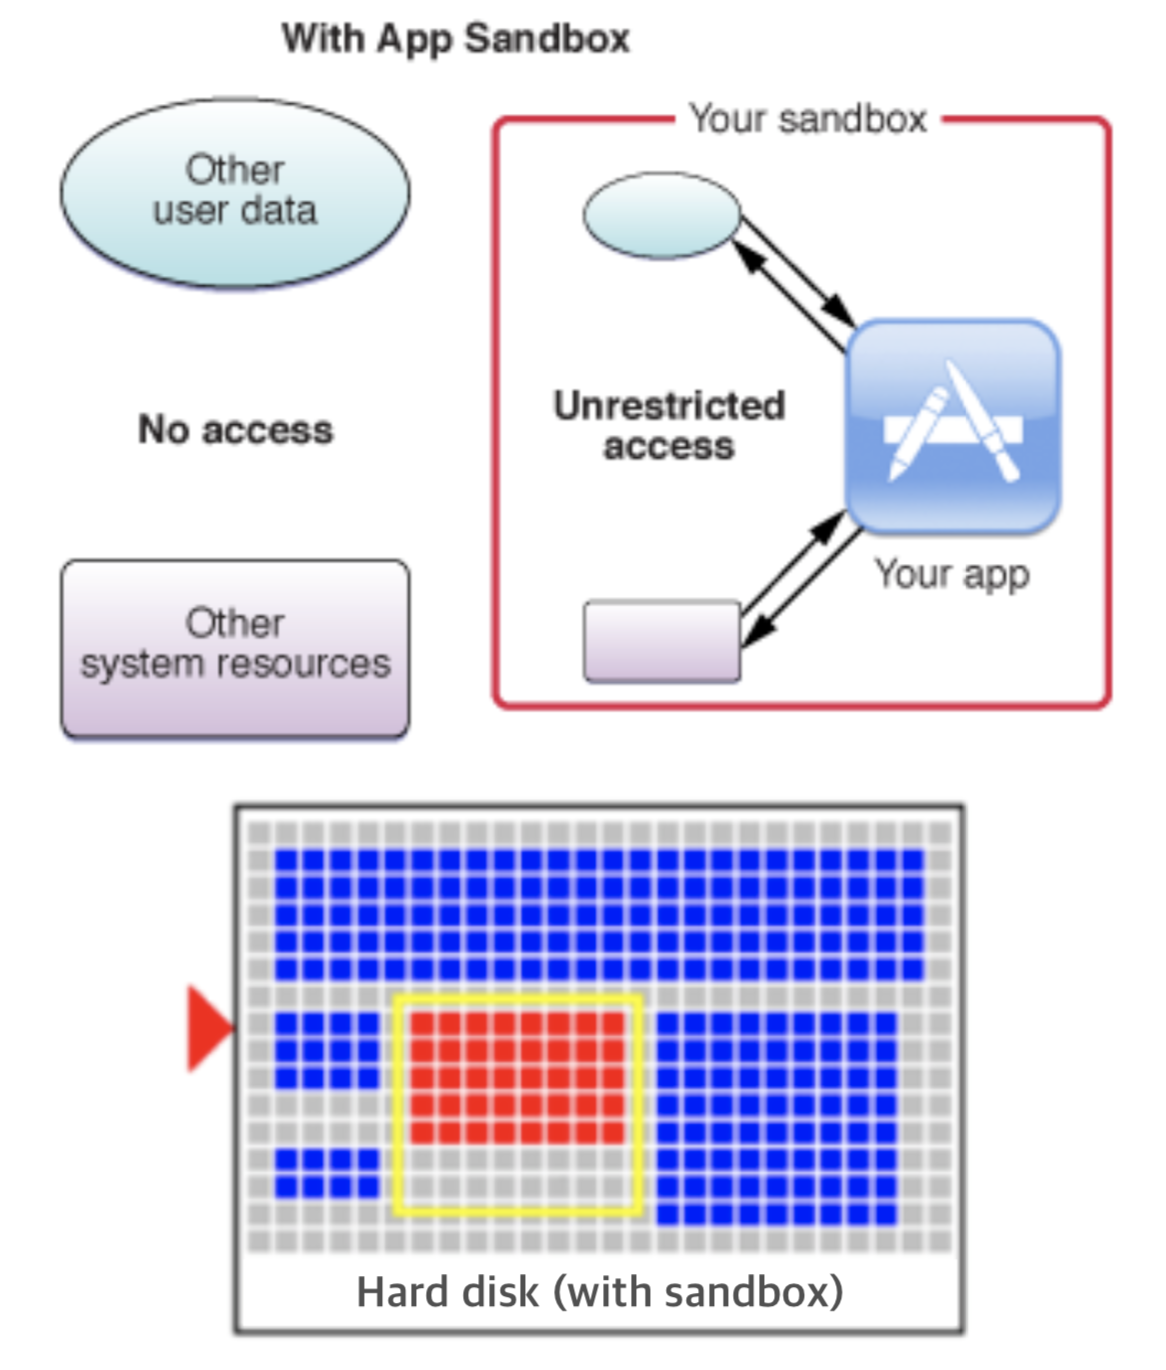 With App Sandbox
Your sandbox
Other
user data
Unrestricted
access
No access
Your app
Other
system resources
Hard disk (with sandbox)